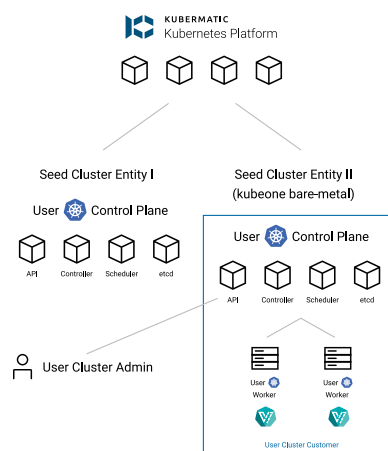 KUBERMATIC
Kubernetes Platform
Seed Cluster Entity I
User Control Plane
API Controller Scheduler etcd
Seed Cluster Entity II
(kubeone bare-metal)
User Control Plane
API Controller Scheduler etcd
User Cluster Admin
User
Worker
User
Worker
User Cluster Customer